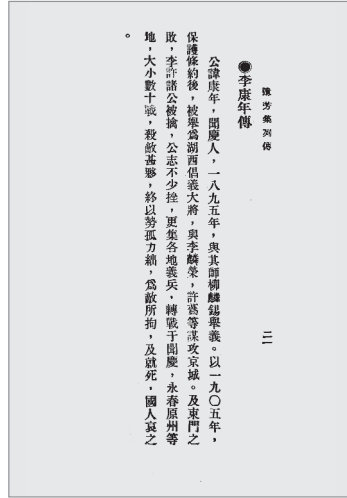 騷芳集列傳
二一
●李康年傳
公諱康年，聞慶人，一八九五年，與其師柳麟錫舉義。以一九〇五年，
保護條約後，被舉爲湖西倡義大將，與李麟榮，許蔿等謀攻京城。及東門之
敗，李許諸公被擒，公志不少挫，更集各地義兵，轉戰于聞慶，永春原州等
地，大小數十戰，殺敵甚夥，終以勞孤力綿，爲敵所拘，及就死，國人哀之
。